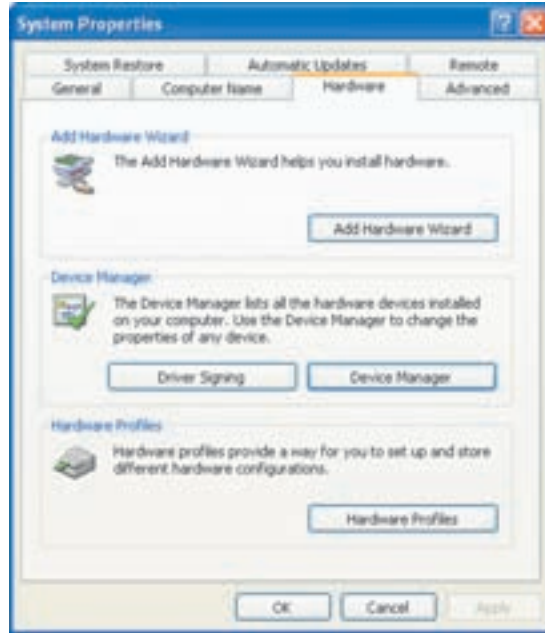 System Properties
System Restore Automatic Updates Remote
General Computer Name Hardware Advanced
Add Hardware Wizard
The Add Hardware Wizard helps you install hardware.
Add Hardware Wizard
Device Manager
The Device Manager lists all the hardware devices installed
on your computer. Use the Device Manager to change the
properties of any device.
Driver Signing Device Manager
Hardware Profiles
Hardware profiles provide a way for you to set up and store
different hardware configurations.
Hardware Profiles
OK Cancel Apply